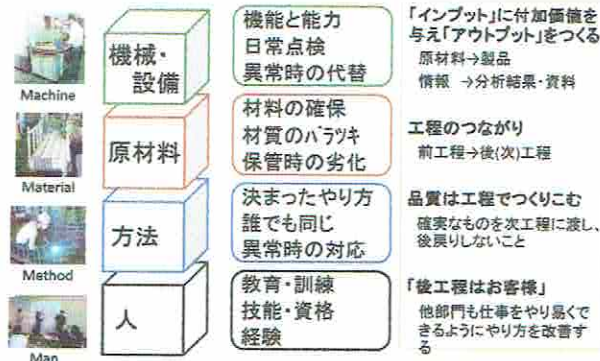 Machine
機械・
設備
機能と能力
日常点検
異常時の代替
Material
原材料
材料の確保
材質のバラツキ
保管時の劣化
Method
方法
決まったやり方
誰でも同じ
異常時の対応
Man
人
教育・訓練
技能・資格
経験
「インプット」に付加価値を
与え「アウトプット」をつくる
原材料→製品
情報 →分析結果・資料
工程のつながり
前工程→後(次)工程
品質は工程でつくりこむ
確実なものを次工程に渡し、
後戻りしないこと
「後工程はお客様」
他部門も仕事をやり易くで
きるようにやり方を改善す
る